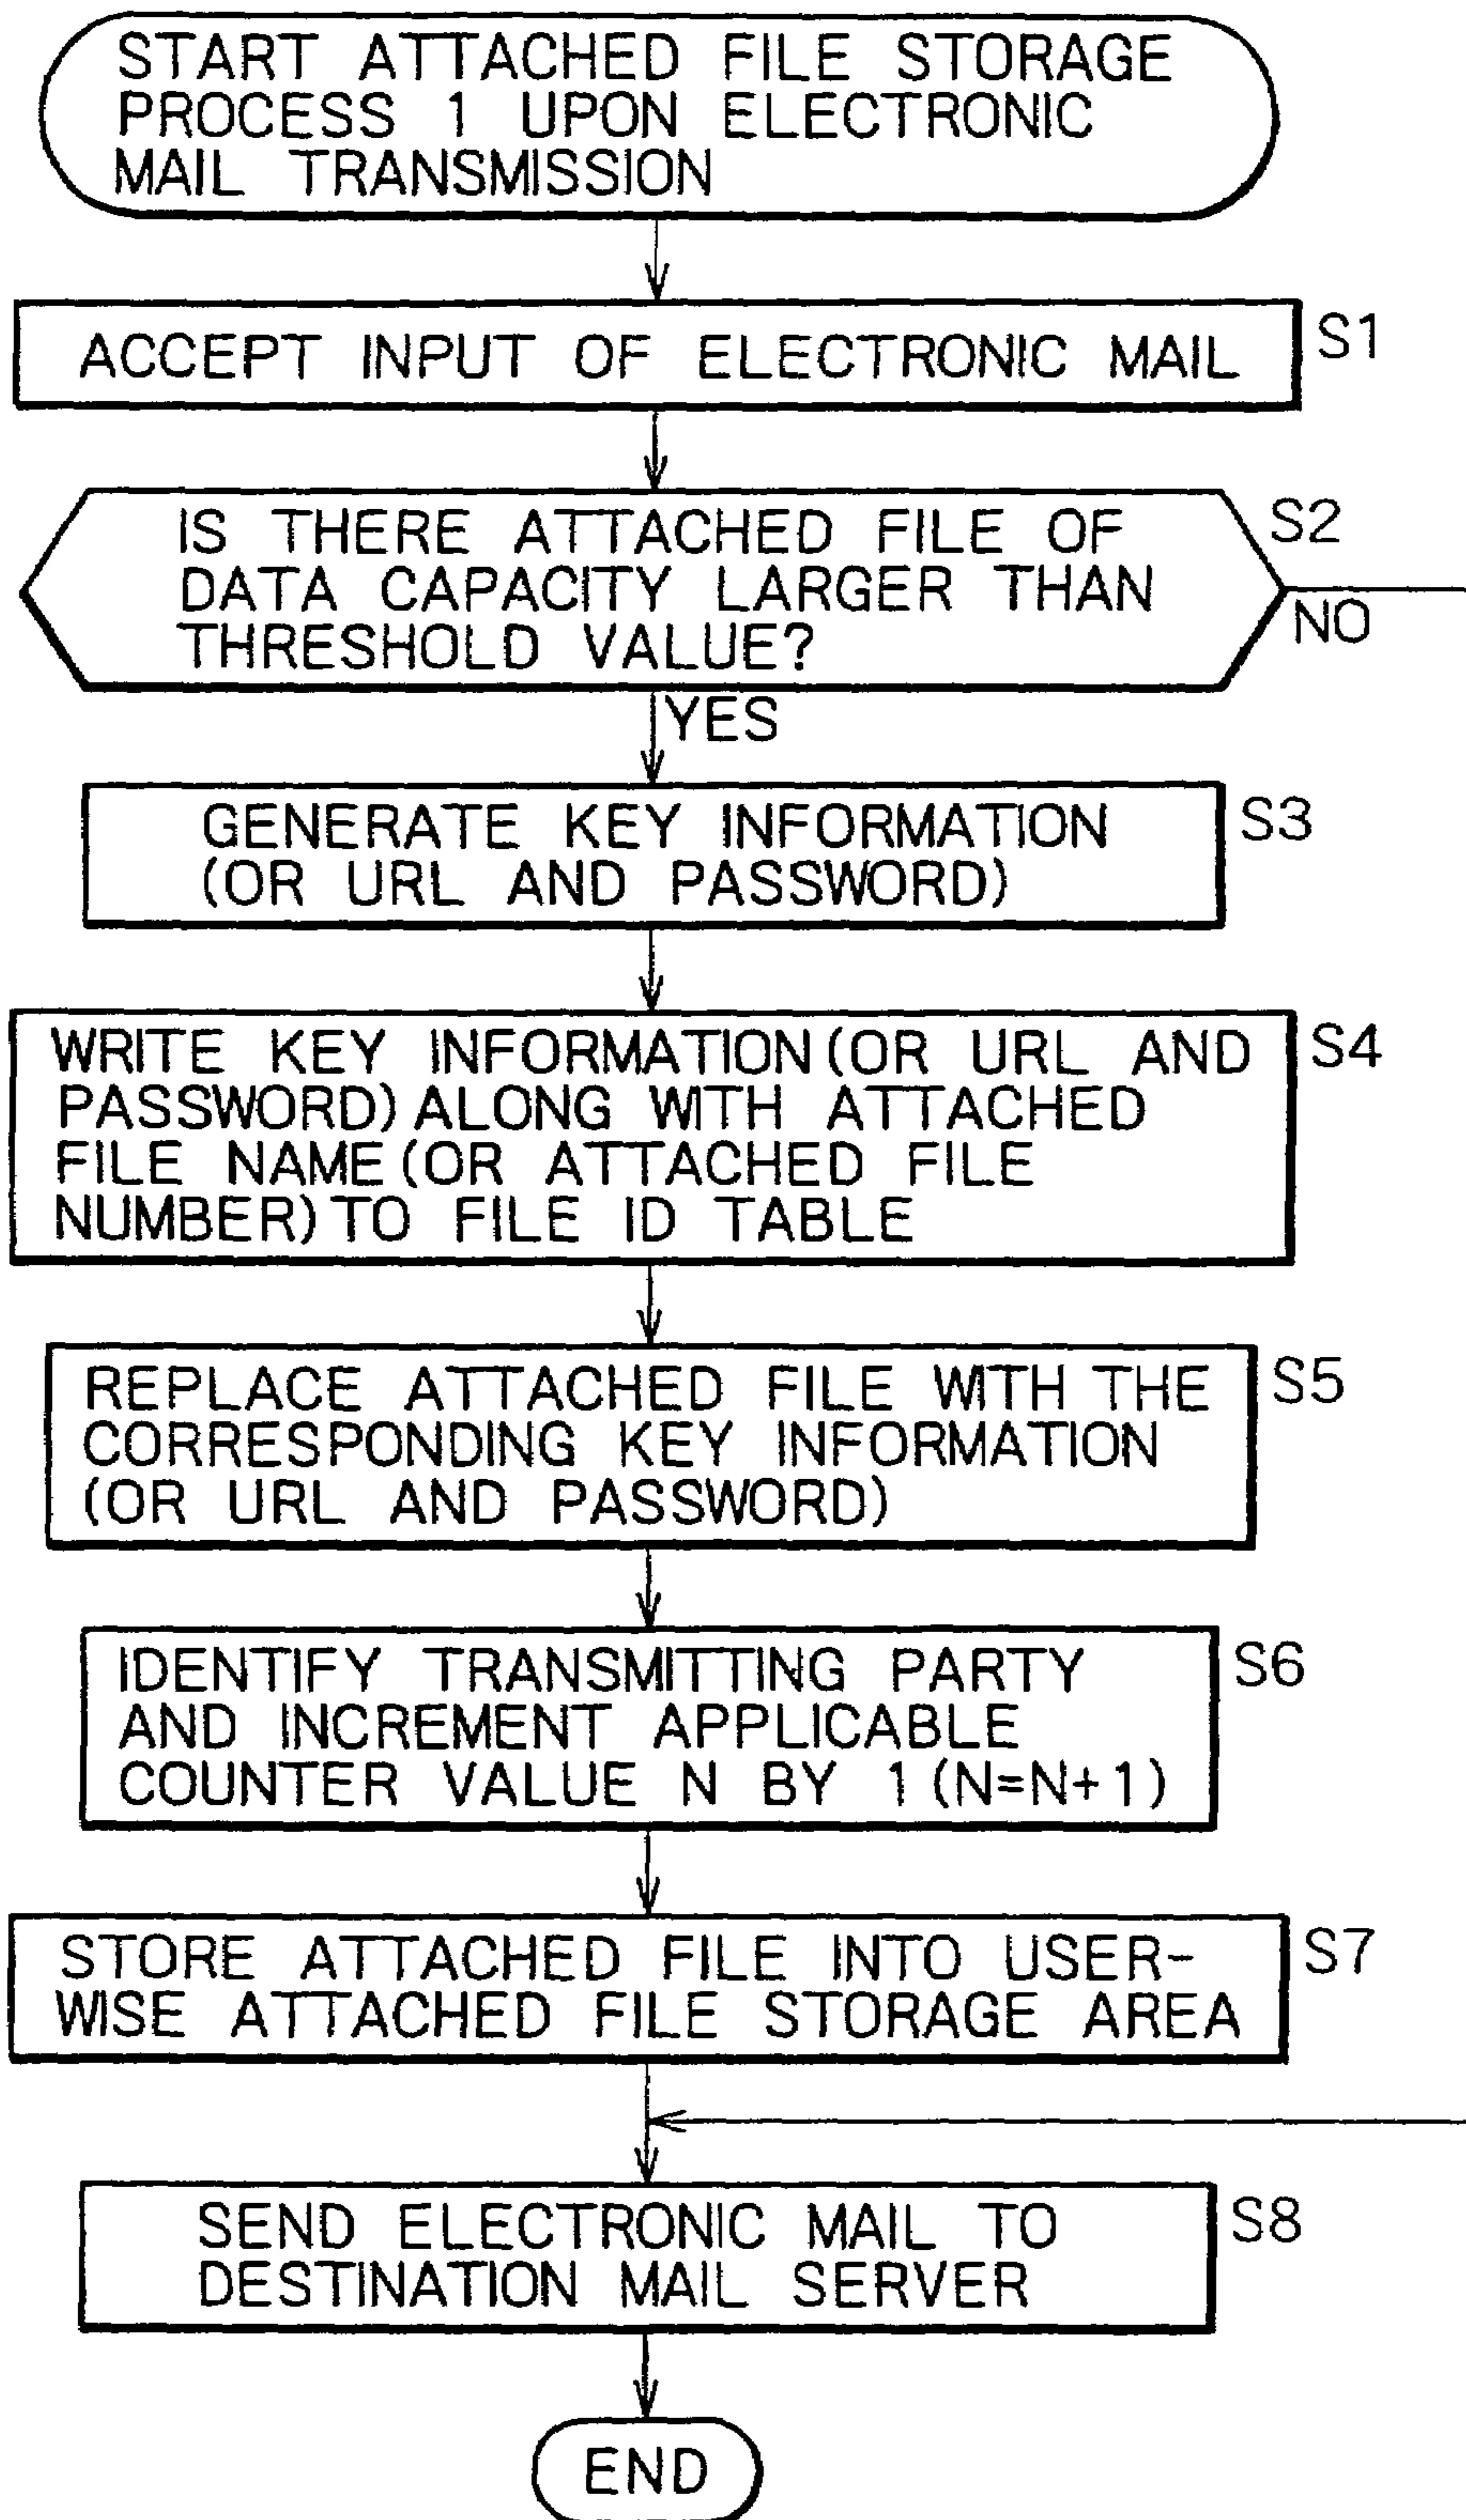 START ATTACHED FILE STORAGE
PROCESS 1 UPON ELECTRONIC
MAIL TRANSMISSION
ACCEPT INPUT OF ELECTRONIC MAIL
S1
IS THERE ATTACHED FILE OF
DATA CAPACITY LARGER THAN
THRESHOLD VALUE?
S2
NO
YES
GENERATE KEY INFORMATION
(OR URL AND PASSWORD)
S3
WRITE KEY INFORMATION(OR URL AND
PASSWORD)ALONG WITH ATTACHED
FILE NAME(OR ATTACHED FILE
NUMBER)TO FILE ID TABLE
S4
REPLACE ATTACHED FILE WITH THE
CORRESPONDING KEY INFORMATION
(OR URL AND PASSWORD)
S5
IDENTIFY TRANSMITTING PARTY
AND INCREMENT APPLICABLE
COUNTER VALUE N BY 1(N=N+1)
S6
STORE ATTACHED FILE INTO USER-
WISE ATTACHED FILE STORAGE AREA
S7
SEND ELECTRONIC MAIL TO
DESTINATION MAIL SERVER
S8
END